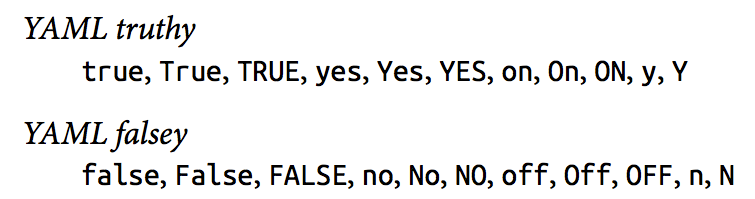 YAML truthy
true, True, TRUE, yes, Yes, YES, on, On, ON, y, Y
YAML falsey
false, False, FALSE, no, No, NO, off, Off, OFF, n, N